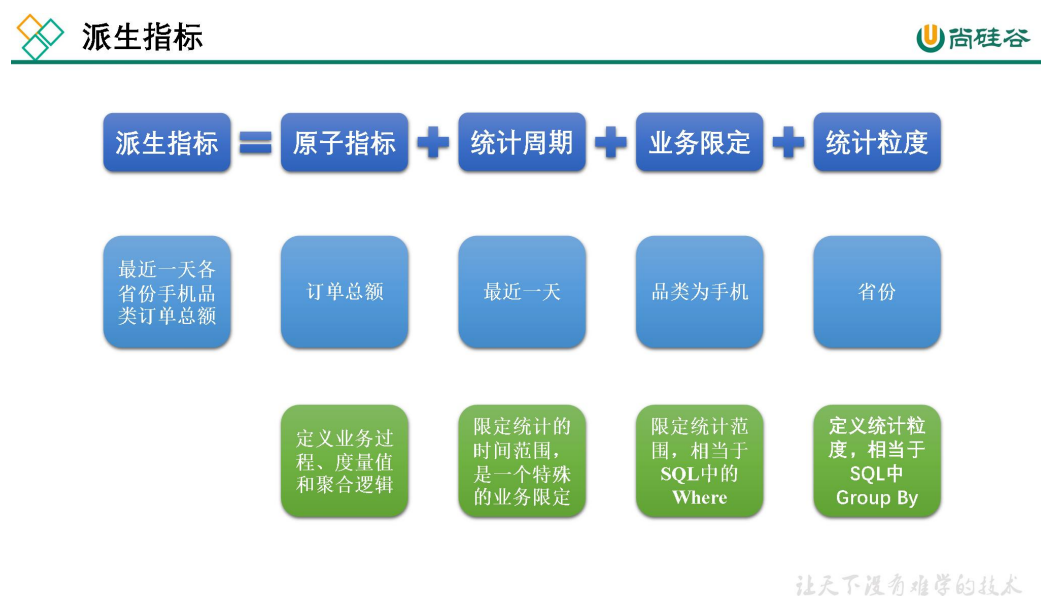 派生指标
尚硅谷
派生指标 = 原子指标 + 统计周期 + 业务限定 + 统计粒度
最近一天各
省份手机品
类订单总额
订单总额
最近一天
品类为手机
省份
定义业务过
程、度量值
和聚合逻辑
限定统计的
时间范围，
是一个特殊
的业务限定
限定统计范
围，相当于
SQL中的
Where
定义统计粒
度，相当于
SQL中
Group By
让天下没有难学的技术